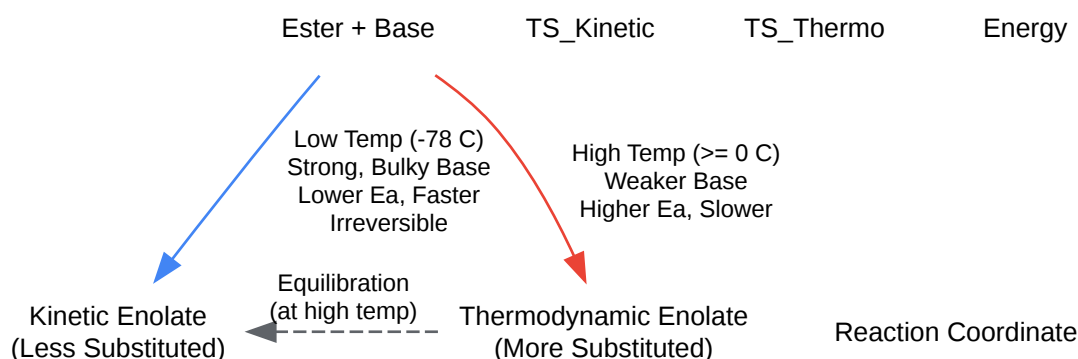 Ester + Base
TS_Kinetic
TS_Thermo
Energy
Low Temp (-78 C)
Strong, Bulky Base
Lower Ea, Faster
Irreversible
High Temp (>= 0 C)
Weaker Base
Higher Ea, Slower
Equilibration
(at high temp)
Kinetic Enolate
(Less Substituted)
Thermodynamic Enolate
(More Substituted)
Reaction Coordinate